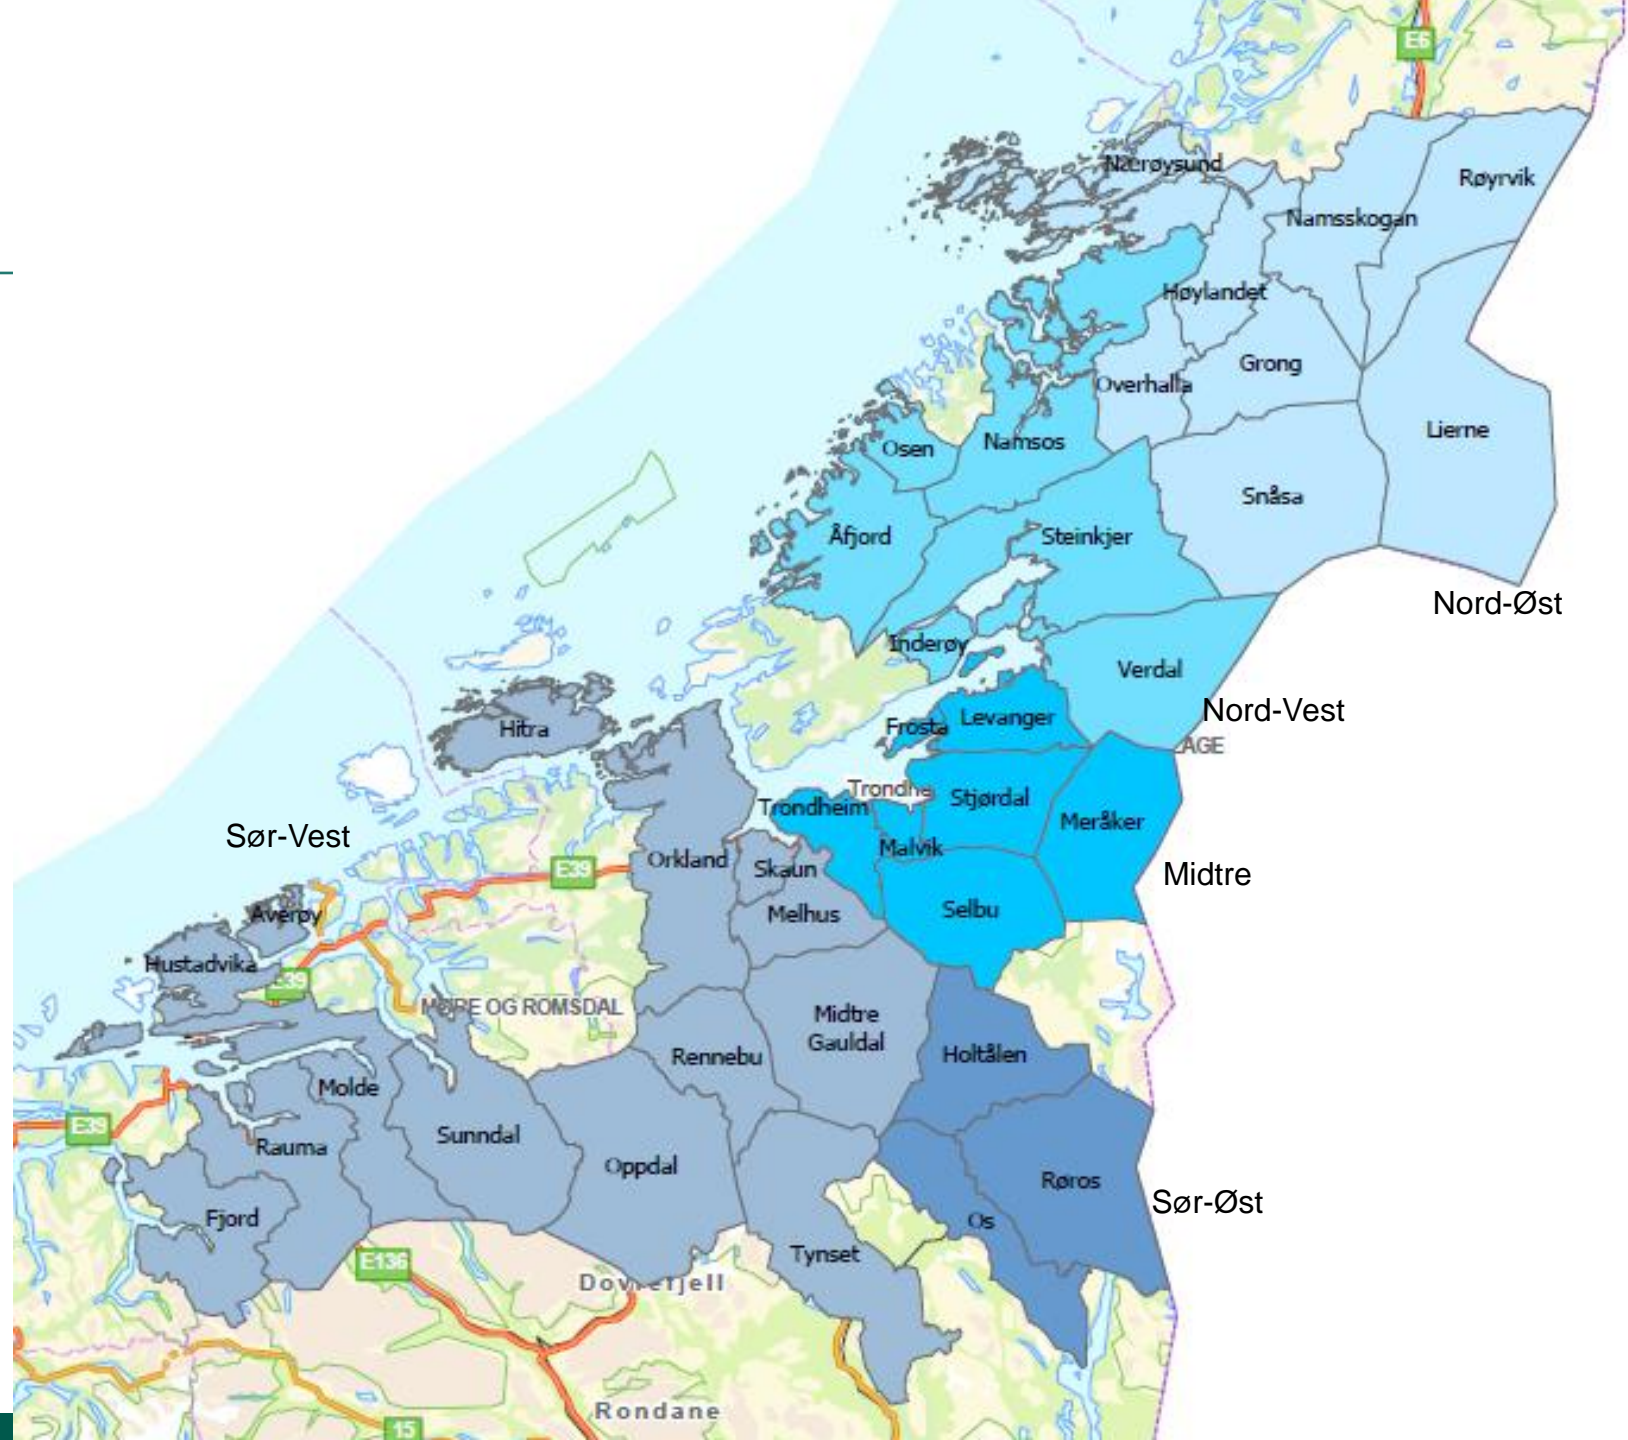 E6
Nærøysund
Røyrvik
Namsskogan
Høylandet
Grong
Overhalla
Lierne
Osen
Namsos
Snåsa
Åfjord
Steinkjer
Nord-Øst
Inderøy
Verdal
Nord-Vest
LAGE
Hitra
Frosta
Levanger
Trondhe
Trondheim
Stjørdal
Meråker
Sør-Vest
Malvik
Orkland
Skaun
E39
Midtre
Melhus
Selbu
Averøy
Hustadvika
E39
MØRE OG ROMSDAL
Midtre
Gauldal
Holtålen
Rennebu
Molde
E39
Rauma
Sunndal
Oppdal
Røros
Sør-Øst
Fjord
Os
Tynset
E136
Dovrefjell
Rondane
15